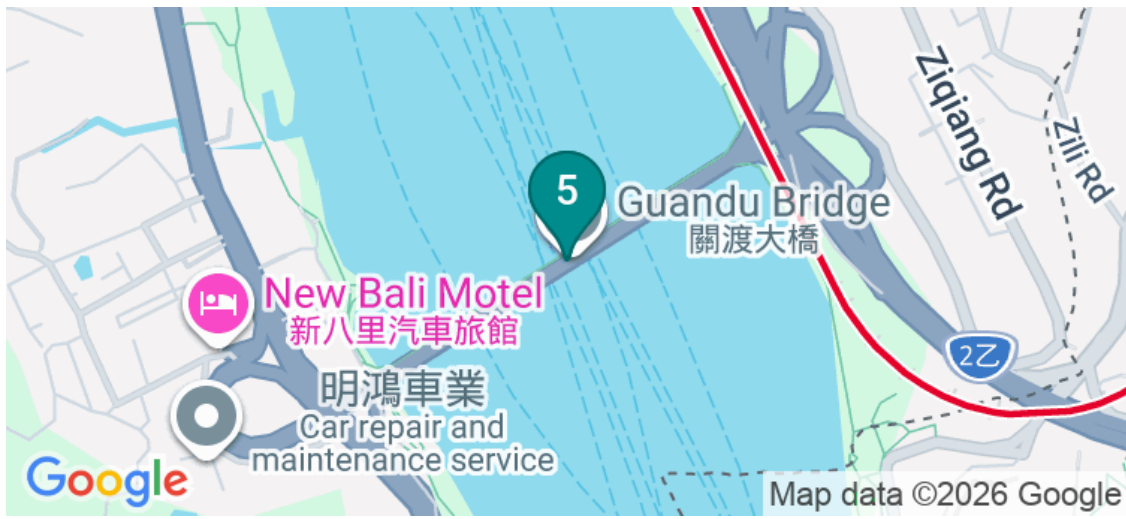 Ziqiang Rd
Zili Rd
5
Guandu Bridge
關渡大橋
New Bali Motel
新八里汽車旅館
2乙
明鴻車業
Car repair and
maintenance service
Google
Map data ©2026 Google